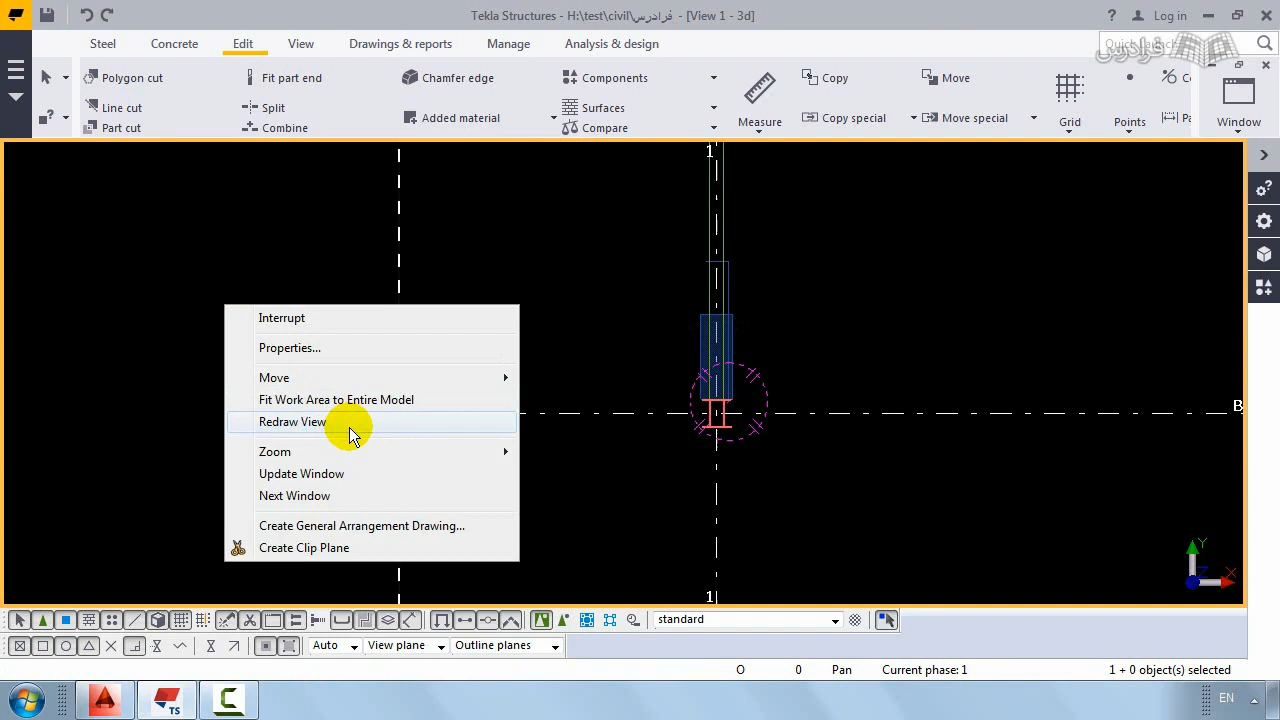 Tekla Structures - H:\test\civil\فرادرس - [View 1 - 3d]
? Log in
Steel Concrete Edit View Drawings & reports Manage Analysis & design
Quick Launch
فرادرس
Polygon cut Fit part end Chamfer edge Components Copy Move
Line cut Split Surfaces
Part cut Combine Added material Compare Measure Copy special Move special Grid Points Window
1
Interrupt
Properties...
Move
Fit Work Area to Entire Model
Redraw View
B
Zoom
Update Window
Next Window
Create General Arrangement Drawing...
Create Clip Plane
Y
X
Z
1
standard
Auto View plane Outline planes
O 0 Pan Current phase: 1 1 + 0 object(s) selected
TS EN